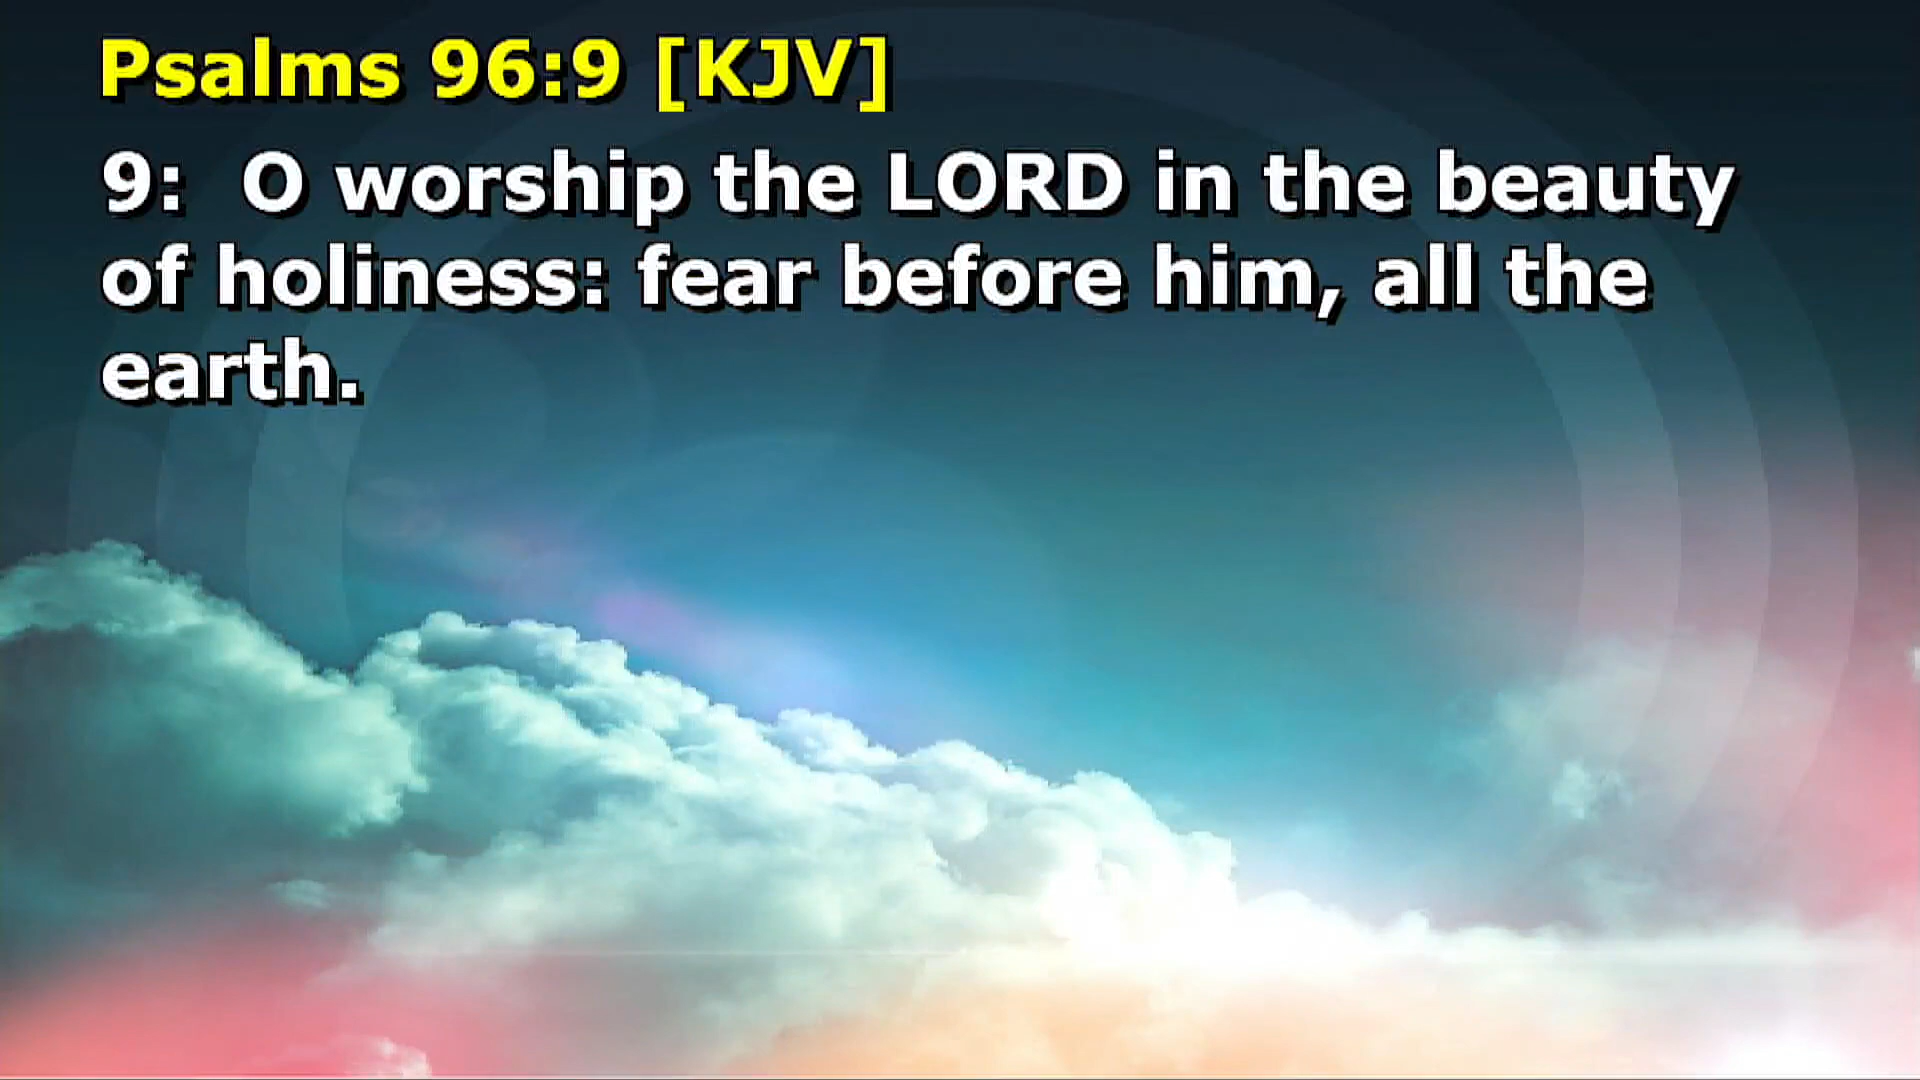 Psalms 96:9 [KJV]
9:  O worship the LORD in the beauty
of holiness: fear before him, all the
earth.